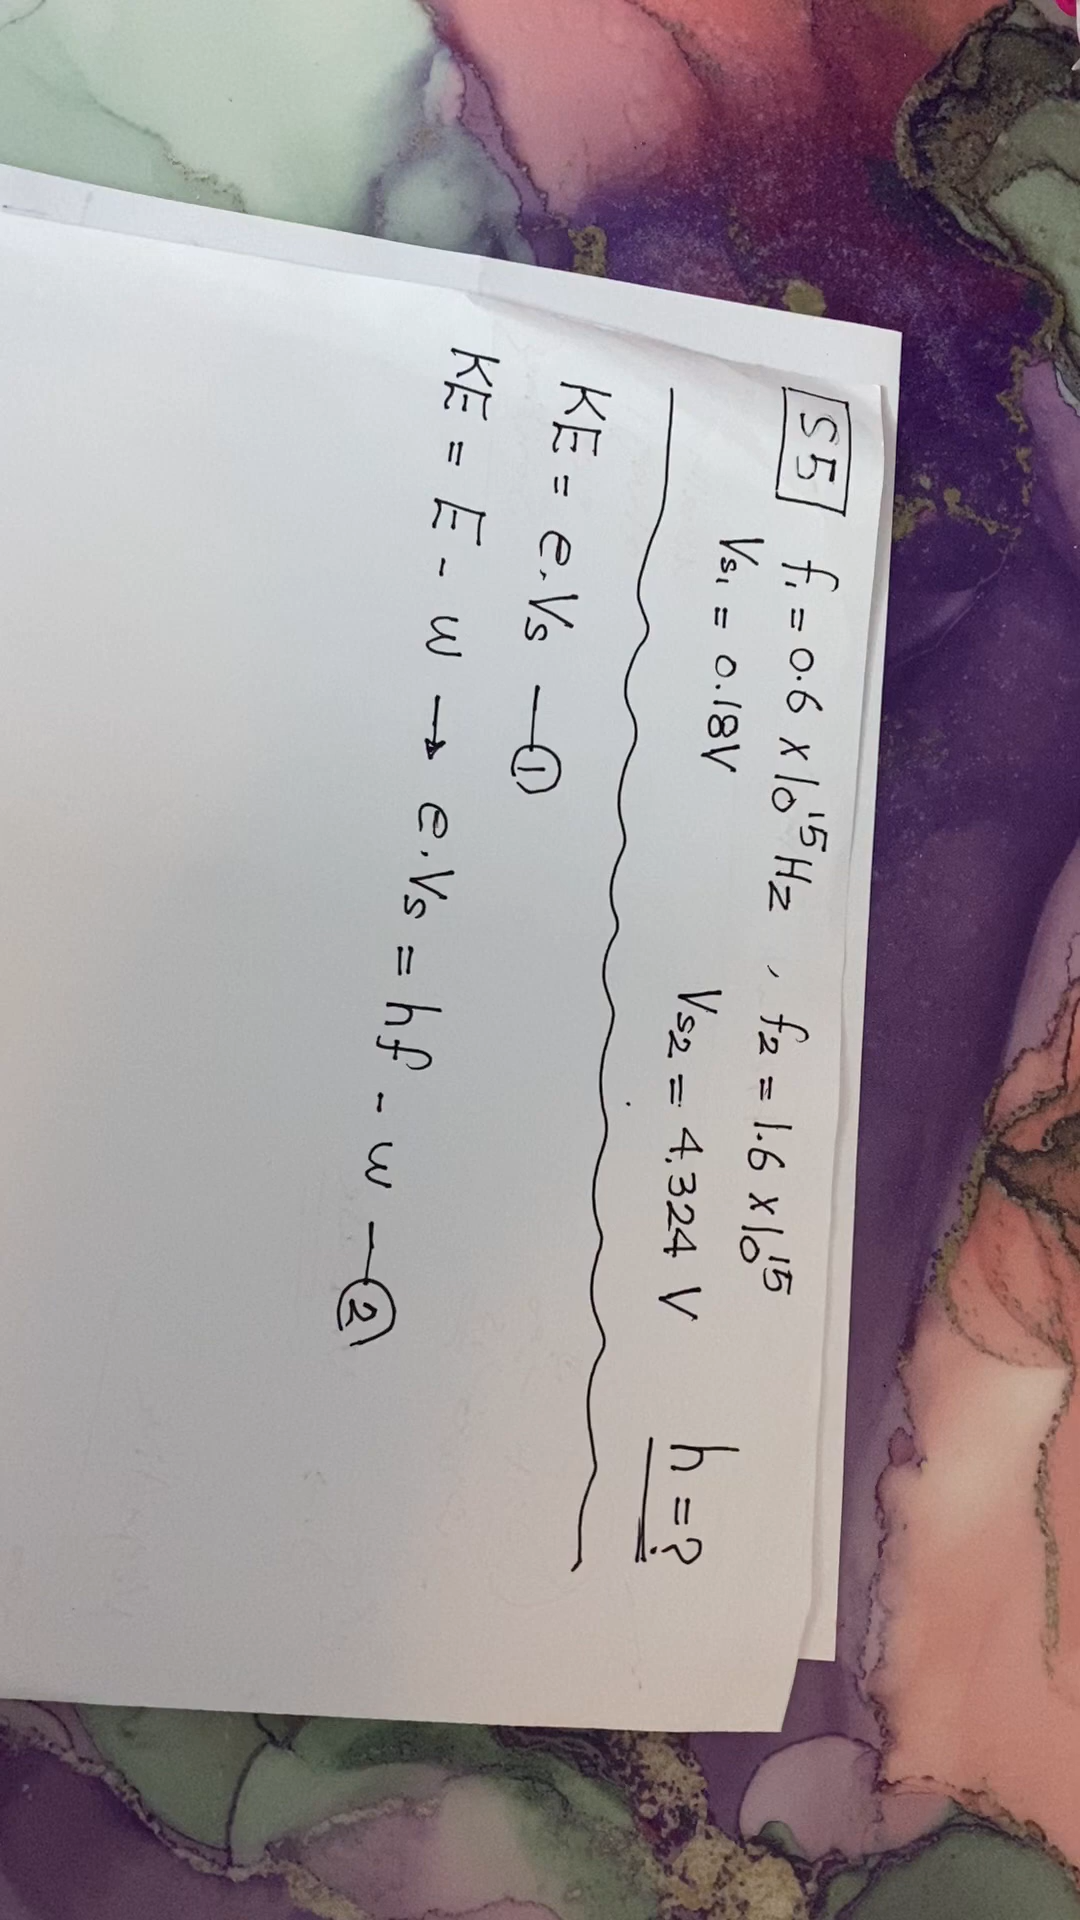 S5 f₁ = 0.6 x 10¹⁵ Hz , f₂ = 1.6 x 10¹⁵
Vs₁ = 0.18V Vs₂ = 4.324 V h = ?
KE = e.Vs — ①
KE = E - w → e.Vs = hf - w — ②